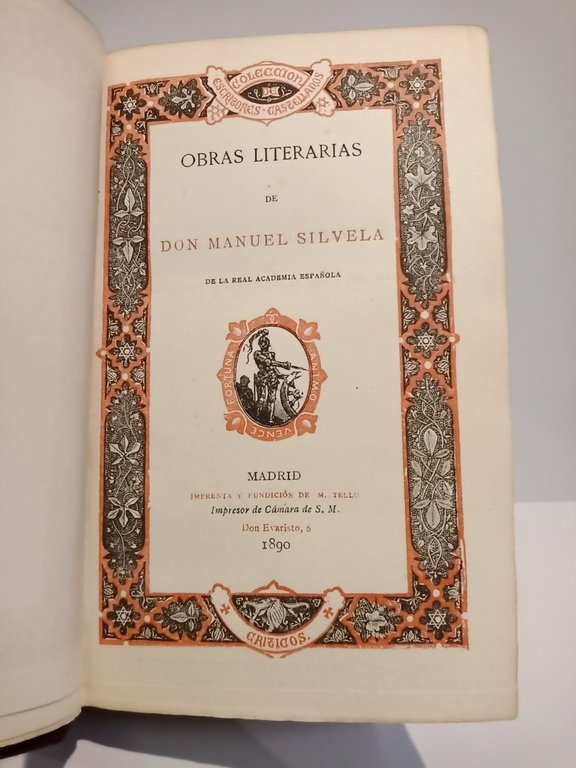 COLECCION
DE
ESCRITORES CASTELLANOS
OBRAS LITERARIAS
DE
DON MANUEL SILVELA
DE LA REAL ACADEMIA ESPAÑOLA
FORTUNA VENCE ANIMO
MADRID
IMPRENTA Y FUNDICIÓN DE M. TELLO
Impresor de Cámara de S. M.
Don Evaristo, 8
1890
CRITICOS.